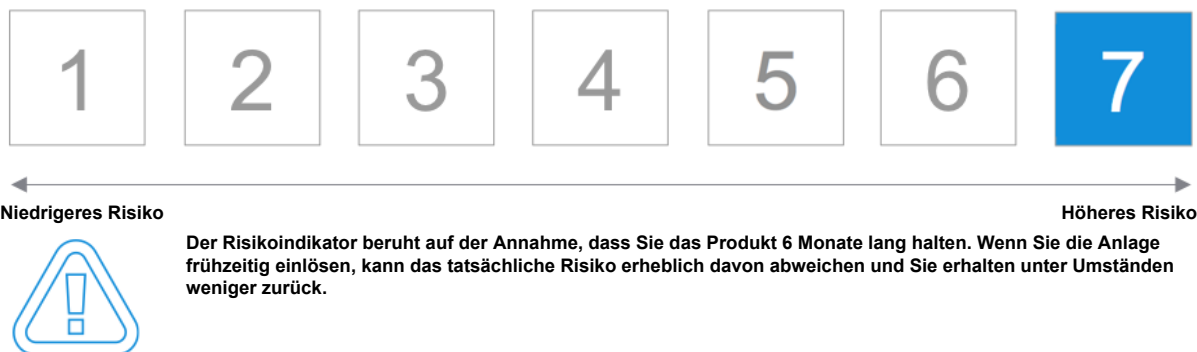 1 2 3 4 5 6 7
Niedrigeres Risiko Höheres Risiko
Der Risikoindikator beruht auf der Annahme, dass Sie das Produkt 6 Monate lang halten. Wenn Sie die Anlage
frühzeitig einlösen, kann das tatsächliche Risiko erheblich davon abweichen und Sie erhalten unter Umständen
weniger zurück.